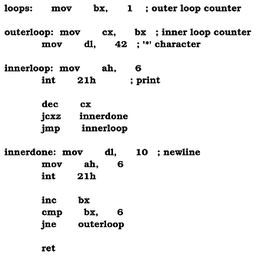 loops: mov bx, 1 ; outer loop counter
outerloop: mov cx, bx ; inner loop counter
mov dl, 42 ; '*' character
innerloop: mov ah, 6
int 21h ; print
dec cx
jcxz innerdone
jmp innerloop
innerdone: mov dl, 10 ; newline
mov ah, 6
int 21h
inc bx
cmp bx, 6
jne outerloop
ret